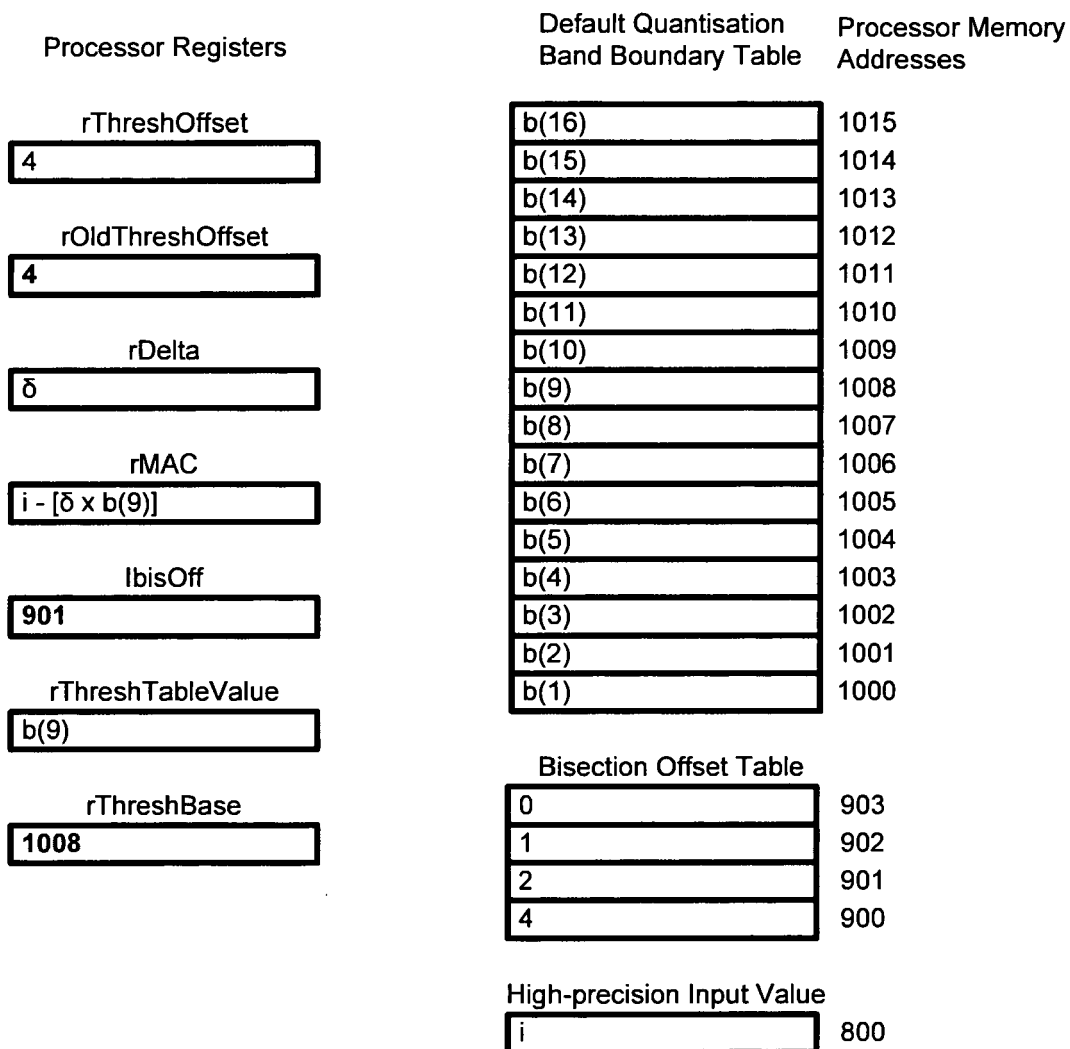 Processor Registers
rThreshOffset
4
rOldThreshOffset
4
rDelta
δ
rMAC
i - [δ x b(9)]
IbisOff
901
rThreshTableValue
b(9)
rThreshBase
1008
Default Quantisation
Band Boundary Table
Processor Memory
Addresses
b(16) 1015
b(15) 1014
b(14) 1013
b(13) 1012
b(12) 1011
b(11) 1010
b(10) 1009
b(9) 1008
b(8) 1007
b(7) 1006
b(6) 1005
b(5) 1004
b(4) 1003
b(3) 1002
b(2) 1001
b(1) 1000
Bisection Offset Table
0 903
1 902
2 901
4 900
High-precision Input Value
i 800